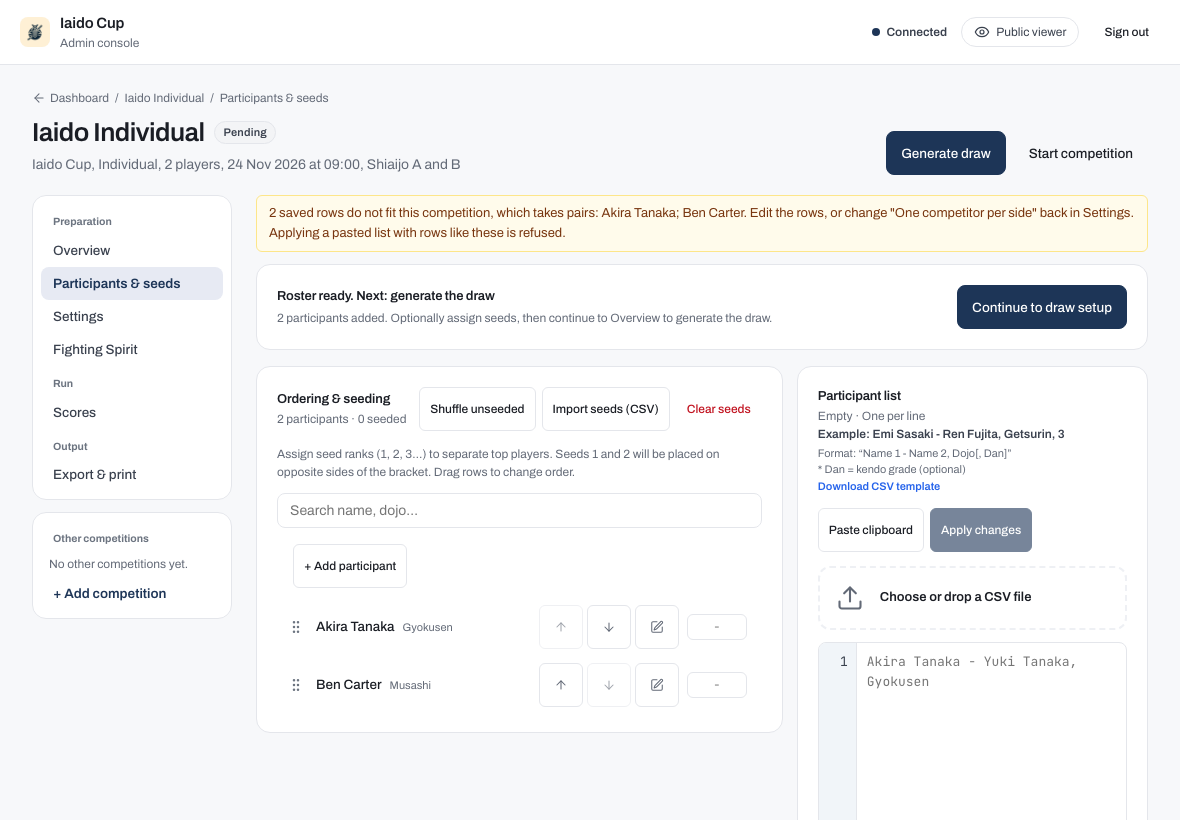 Iaido Cup
Admin console
Connected
Public viewer
Sign out
Dashboard / Iaido Individual / Participants & seeds
Iaido Individual
Pending
Iaido Cup, Individual, 2 players, 24 Nov 2026 at 09:00, Shiaijo A and B
Generate draw
Start competition
Preparation
Overview
Participants & seeds
Settings
Fighting Spirit
Run
Scores
Output
Export & print
Other competitions
No other competitions yet.
+ Add competition
2 saved rows do not fit this competition, which takes pairs: Akira Tanaka; Ben Carter. Edit the rows, or change "One competitor per side" back in Settings.
Applying a pasted list with rows like these is refused.
Roster ready. Next: generate the draw
2 participants added. Optionally assign seeds, then continue to Overview to generate the draw.
Continue to draw setup
Ordering & seeding
2 participants · 0 seeded
Shuffle unseeded
Import seeds (CSV)
Clear seeds
Assign seed ranks (1, 2, 3…) to separate top players. Seeds 1 and 2 will be placed on
opposite sides of the bracket. Drag rows to change order.
Search name, dojo…
+ Add participant
Akira Tanaka Gyokusen
-
Ben Carter Musashi
-
Participant list
Empty · One per line
Example: Emi Sasaki - Ren Fujita, Getsurin, 3
Format: “Name 1 - Name 2, Dojo[, Dan]”
* Dan = kendo grade (optional)
Download CSV template
Paste clipboard
Apply changes
Choose or drop a CSV file
1
Akira Tanaka - Yuki Tanaka,
Gyokusen